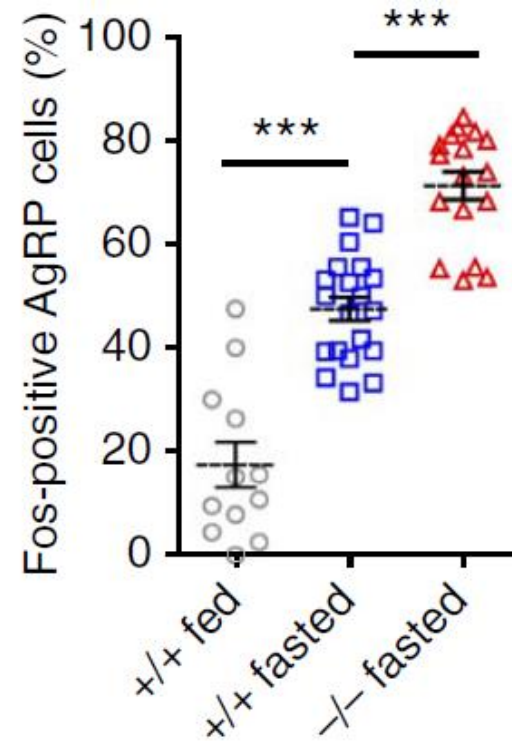 Fos-positive AgRP cells (%)
100
80
60
40
20
0
***
***
+/+ fed
+/+ fasted
−/− fasted